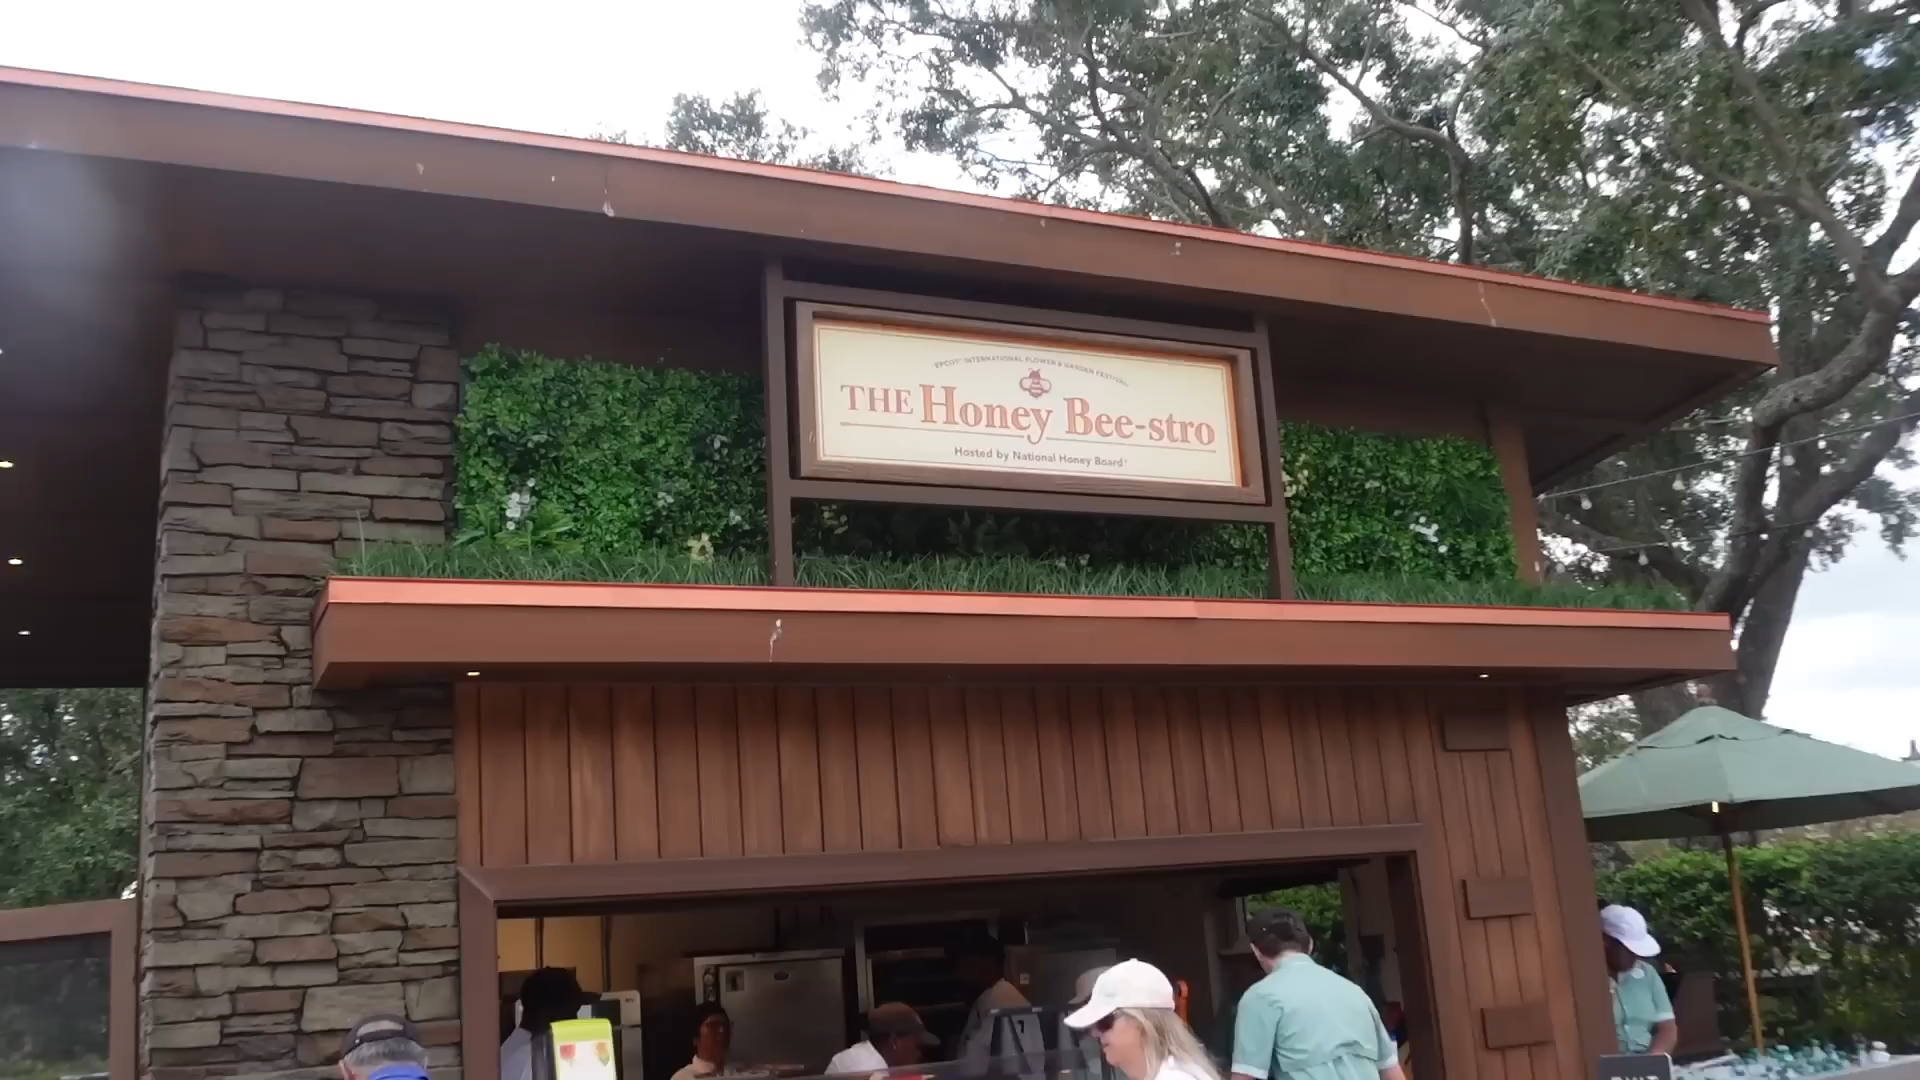 EPCOT® INTERNATIONAL FLOWER & GARDEN FESTIVAL
THE Honey Bee-stro
Hosted by National Honey Board®